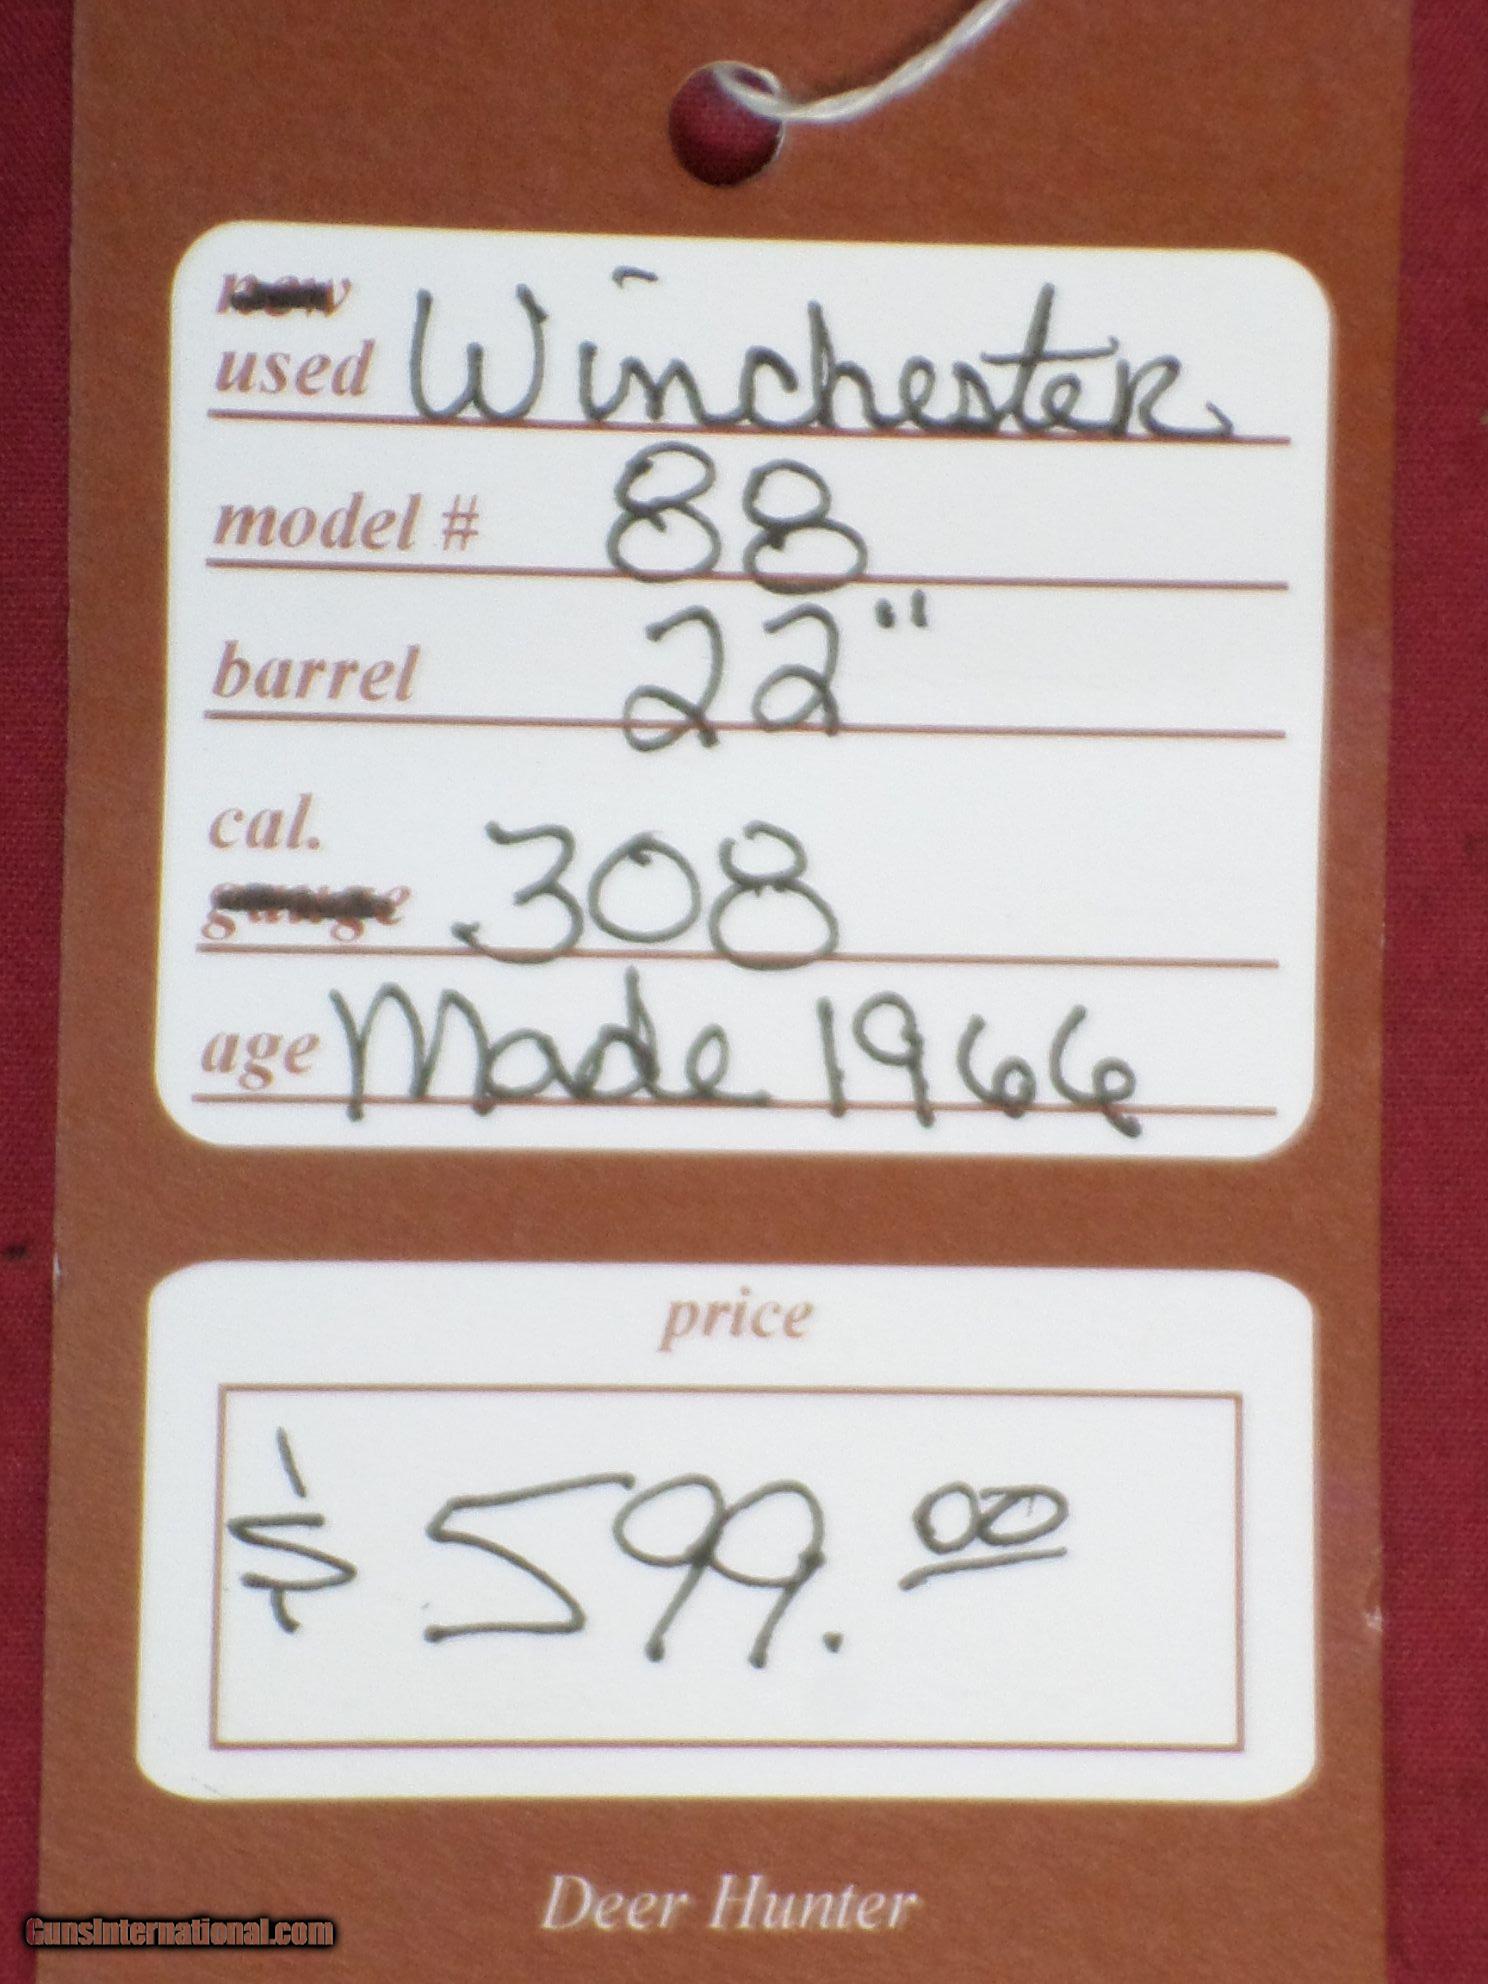 new
used Winchester
model # 88
barrel 22"
cal.
gauge .308
age Made 1966
price
$ 599.00
Deer Hunter
GunsInternational.com